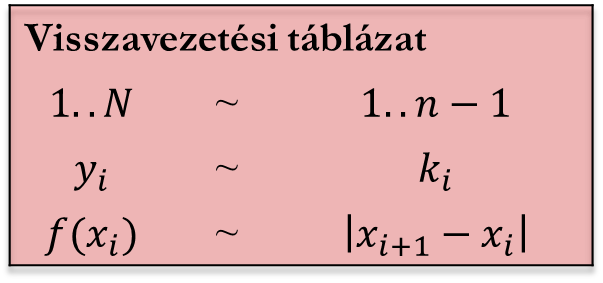 Visszavezetési táblázat
1..N ~ 1..n − 1
yᵢ ~ kᵢ
f(xᵢ) ~ |xᵢ₊₁ − xᵢ|